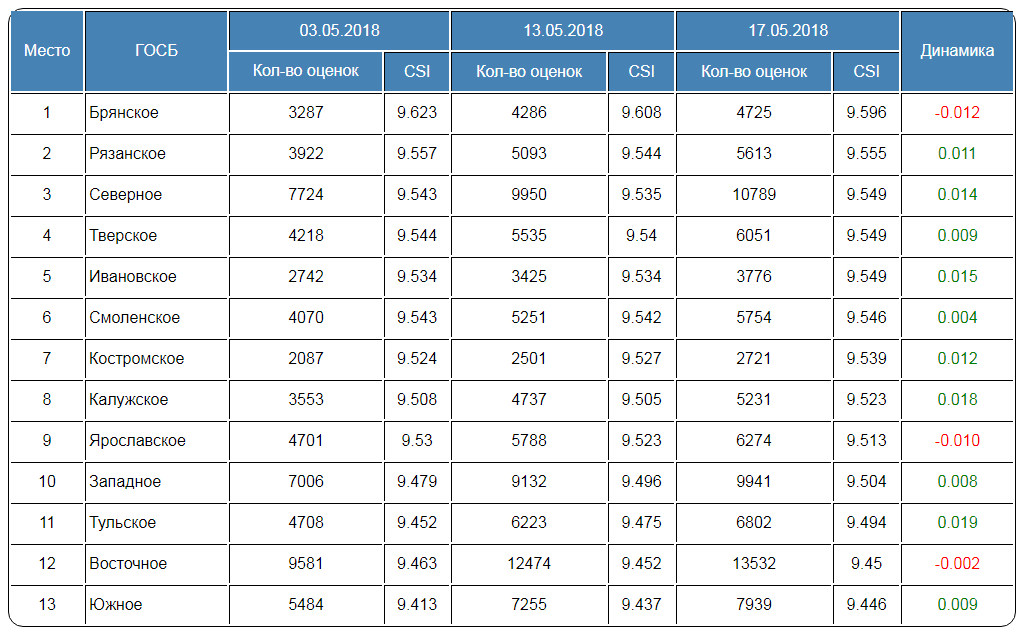 Место ГОСБ 03.05.2018 13.05.2018 17.05.2018 Динамика
Кол-во оценок CSI Кол-во оценок CSI Кол-во оценок CSI
1 Брянское 3287 9.623 4286 9.608 4725 9.596 -0.012
2 Рязанское 3922 9.557 5093 9.544 5613 9.555 0.011
3 Северное 7724 9.543 9950 9.535 10789 9.549 0.014
4 Тверское 4218 9.544 5535 9.54 6051 9.549 0.009
5 Ивановское 2742 9.534 3425 9.534 3776 9.549 0.015
6 Смоленское 4070 9.543 5251 9.542 5754 9.546 0.004
7 Костромское 2087 9.524 2501 9.527 2721 9.539 0.012
8 Калужское 3553 9.508 4737 9.505 5231 9.523 0.018
9 Ярославское 4701 9.53 5788 9.523 6274 9.513 -0.010
10 Западное 7006 9.479 9132 9.496 9941 9.504 0.008
11 Тульское 4708 9.452 6223 9.475 6802 9.494 0.019
12 Восточное 9581 9.463 12474 9.452 13532 9.45 -0.002
13 Южное 5484 9.413 7255 9.437 7939 9.446 0.009